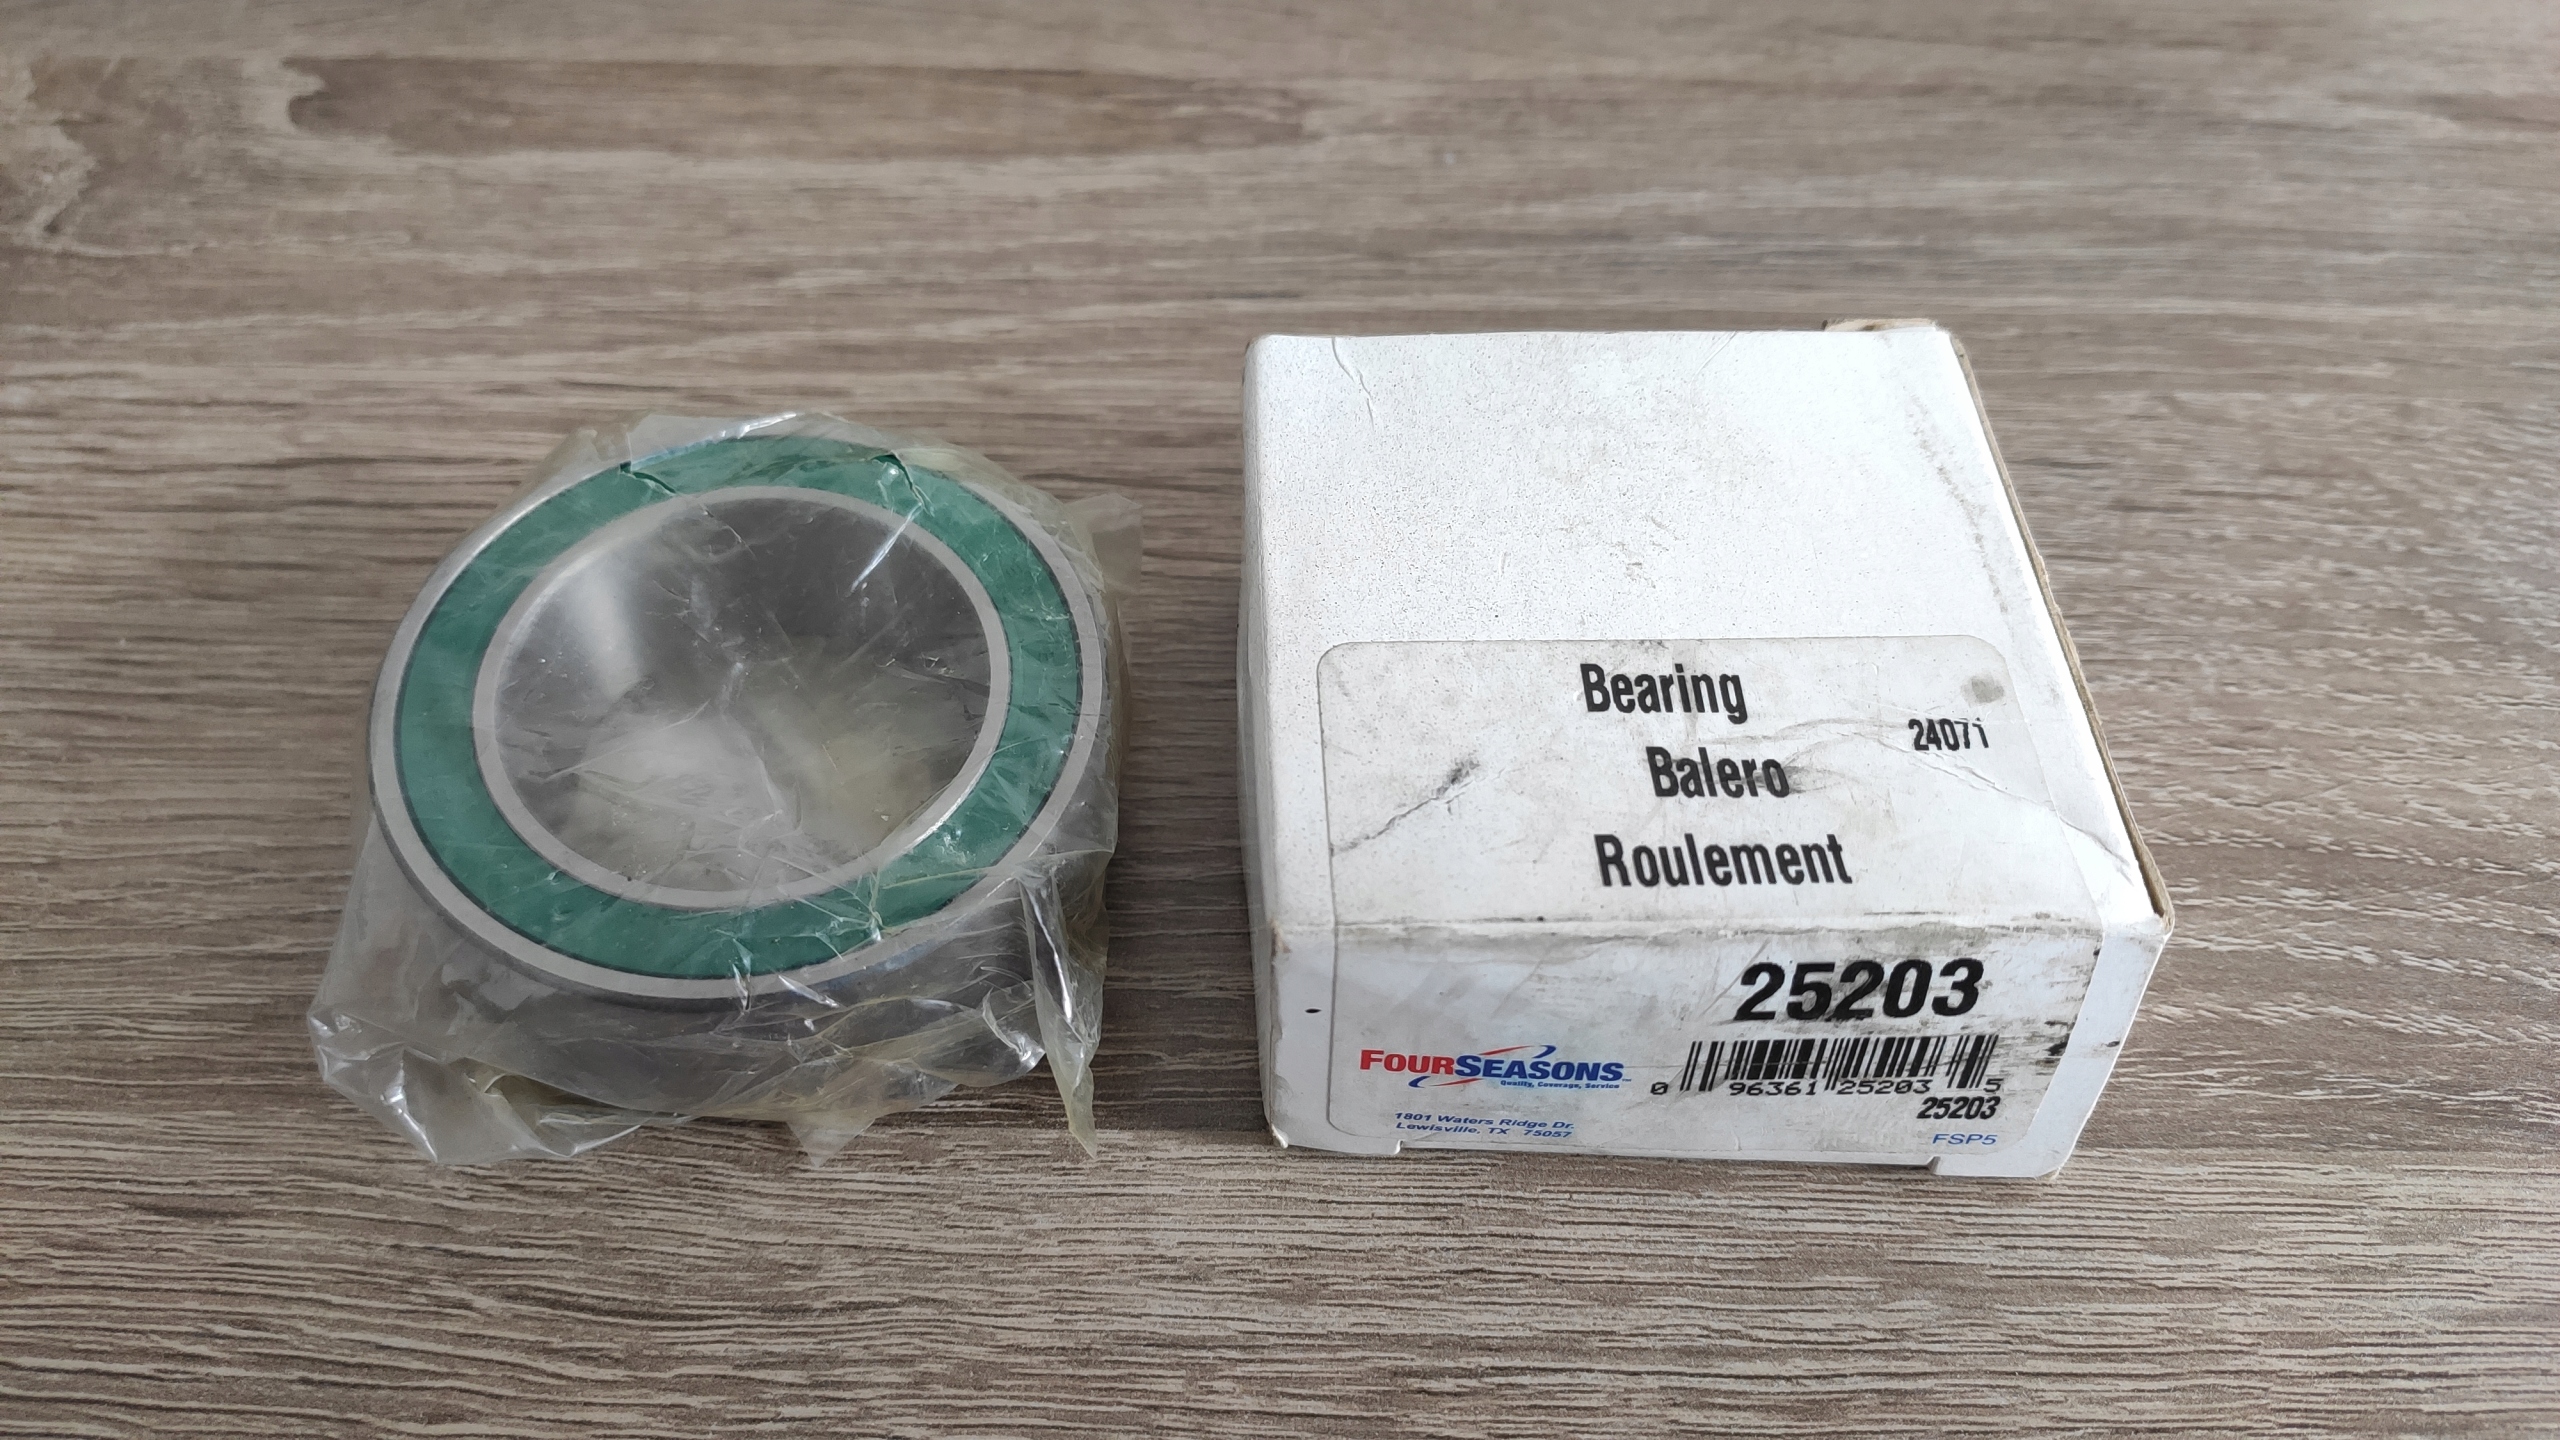 Bearing
24071
Balero
Roulement
25203
FOURSEASONS
Quality, Coverage, Service
0 96361 25203 5
25203
1801 Waters Ridge Dr.
Lewisville, TX 75057
FSP5